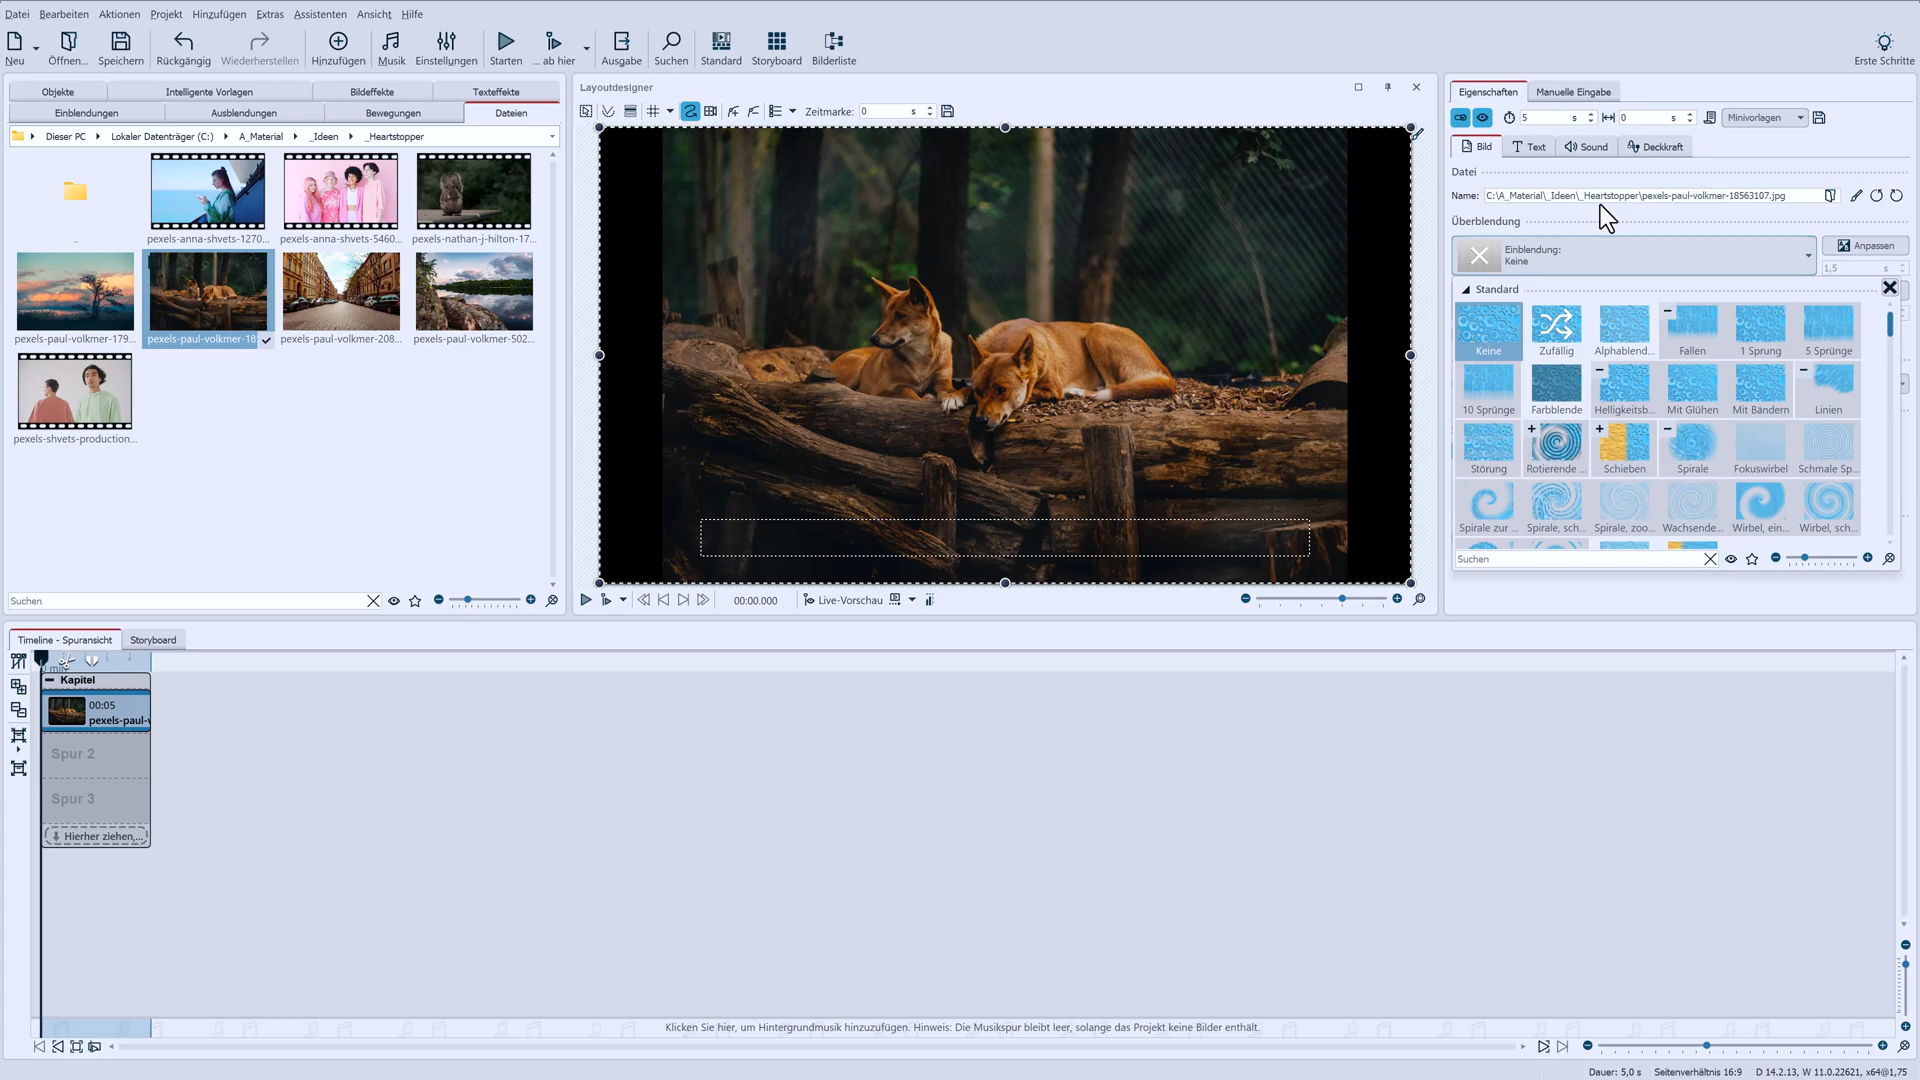 Datei Bearbeiten Aktionen Projekt Hinzufügen Extras Assistenten Ansicht Hilfe
Neu Öffnen... Speichern Rückgängig Wiederherstellen Hinzufügen Musik Einstellungen Starten ... ab hier Ausgabe Suchen Standard Storyboard Bilderliste Erste Schritte
Objekte Intelligente Vorlagen Bildeffekte Texteffekte
Einblendungen Ausblendungen Bewegungen Dateien
Dieser PC Lokaler Datenträger (C:) A_Material _Ideen _Heartstopper
..
pexels-anna-shvets-1270... pexels-anna-shvets-5460... pexels-nathan-j-hilton-17...
pexels-paul-volkmer-179... pexels-paul-volkmer-18 pexels-paul-volkmer-208... pexels-paul-volkmer-502...
pexels-shvets-production...
Suchen
Layoutdesigner
Zeitmarke: 0 s
00:00.000 Live-Vorschau
Eigenschaften Manuelle Eingabe
5 s 0 s Minivorlagen
Bild Text Sound Deckkraft
Datei
Name: C:\A_Material\_Ideen\_Heartstopper\pexels-paul-volkmer-18563107.jpg
Überblendung
Einblendung:
Keine
Anpassen
1,5 s
Standard
Keine Zufällig Alphablend... Fallen 1 Sprung 5 Sprünge
10 Sprünge Farbblende Helligkeitsb... Mit Glühen Mit Bändern Linien
Störung Rotierende ... Schieben Spirale Fokuswirbel Schmale Sp...
Spirale zur ... Spirale, sch... Spirale, zoo... Wachsende... Wirbel, ein... Wirbel, sch...
Suchen
Timeline - Spuransicht Storyboard
0 min
Kapitel
00:05
pexels-paul-v
Spur 2
Spur 3
Hierher ziehen,...
Klicken Sie hier, um Hintergrundmusik hinzuzufügen. Hinweis: Die Musikspur bleibt leer, solange das Projekt keine Bilder enthält.
Dauer: 5,0 s Seitenverhältnis 16:9 D 14.2.13, W 11.0.22621, x64@1,75